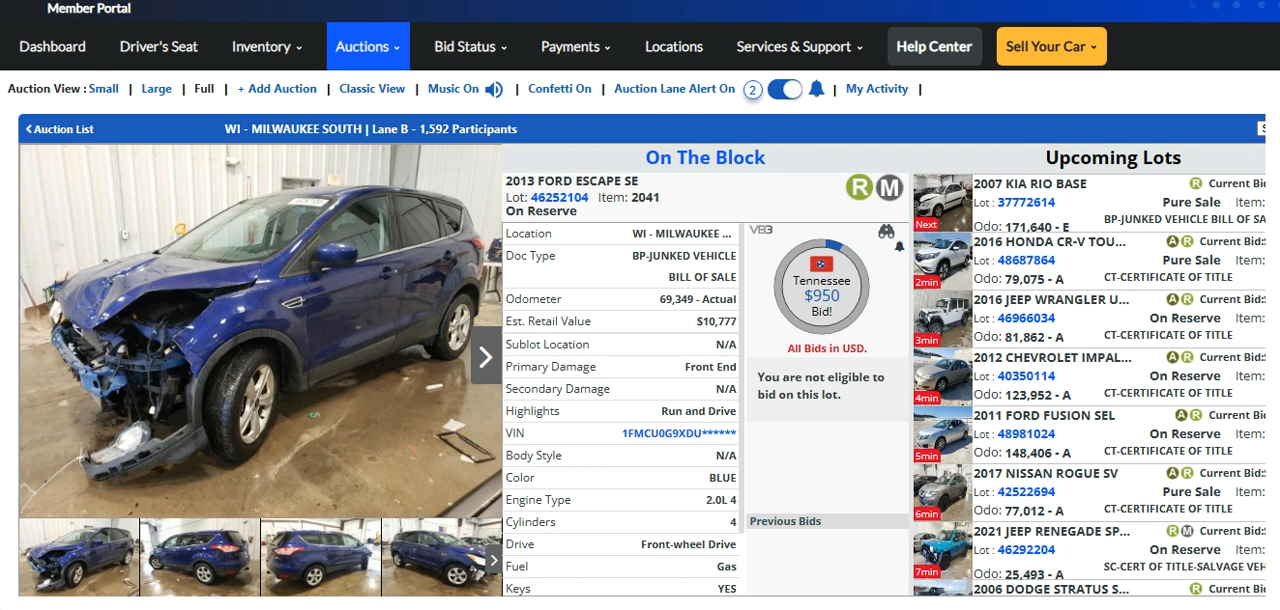 Member Portal
Dashboard Driver's Seat Inventory Auctions Bid Status Payments Locations Services & Support Help Center Sell Your Car
Auction View : Small | Large | Full | + Add Auction | Classic View | Music On | Confetti On | Auction Lane Alert On 2 | My Activity |
Auction List WI - MILWAUKEE SOUTH | Lane B - 1,592 Participants
On The Block
2013 FORD ESCAPE SE
Lot: 46252104 Item: 2041
On Reserve
R M
Location WI - MILWAUKEE ...
Doc Type BP-JUNKED VEHICLE
BILL OF SALE
Odometer 69,349 - Actual
Est. Retail Value $10,777
Sublot Location N/A
Primary Damage Front End
Secondary Damage N/A
Highlights Run and Drive
VIN 1FMCU0G9XDU******
Body Style N/A
Color BLUE
Engine Type 2.0L 4
Cylinders 4
Drive Front-wheel Drive
Fuel Gas
Keys YES
VB3
Tennessee
$950
Bid!
All Bids in USD.
You are not eligible to
bid on this lot.
Previous Bids
Upcoming Lots
2007 KIA RIO BASE R Current Bid
Lot : 37772614 Pure Sale Item:
Next Odo: 171,640 - E BP-JUNKED VEHICLE BILL OF SA
2016 HONDA CR-V TOU... A R Current Bid:
Lot : 48687864 Pure Sale Item:
2min Odo: 79,075 - A CT-CERTIFICATE OF TITLE
2016 JEEP WRANGLER U... A R Current Bid:
Lot : 46966034 On Reserve Item:
3min Odo: 81,862 - A CT-CERTIFICATE OF TITLE
2012 CHEVROLET IMPAL... A R Current Bid:
Lot : 40350114 On Reserve Item:
4min Odo: 123,952 - A CT-CERTIFICATE OF TITLE
2011 FORD FUSION SEL A R Current Bid
Lot : 48981024 On Reserve Item:
5min Odo: 148,406 - A CT-CERTIFICATE OF TITLE
2017 NISSAN ROGUE SV A R Current Bid:
Lot : 42522694 Pure Sale Item:
6min Odo: 77,012 - A CT-CERTIFICATE OF TITLE
2021 JEEP RENEGADE SP... R M Current Bid:
Lot : 46292204 On Reserve Item:
7min Odo: 25,493 - A SC-CERT OF TITLE-SALVAGE VEH
2006 DODGE STRATUS S... R Current Bid